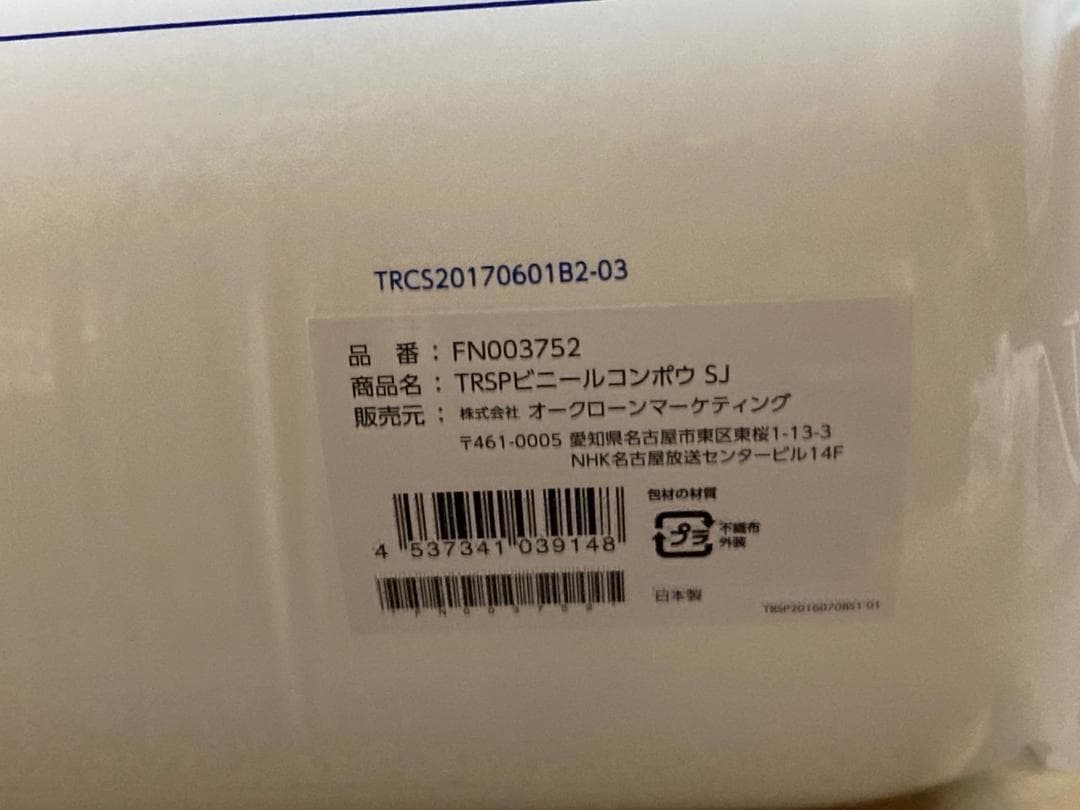 TRCS20170601B2-03
品　番：FN003752
商品名：TRSPビニールコンポウ SJ
販売元：株式会社 オークローンマーケティング
〒461-0005 愛知県名古屋市東区東桜1-13-3
NHK名古屋放送センタービル14F
包材の材質
プラ
不織布
外装
4 537341 039148
日本製
TRSP20160708S1-01